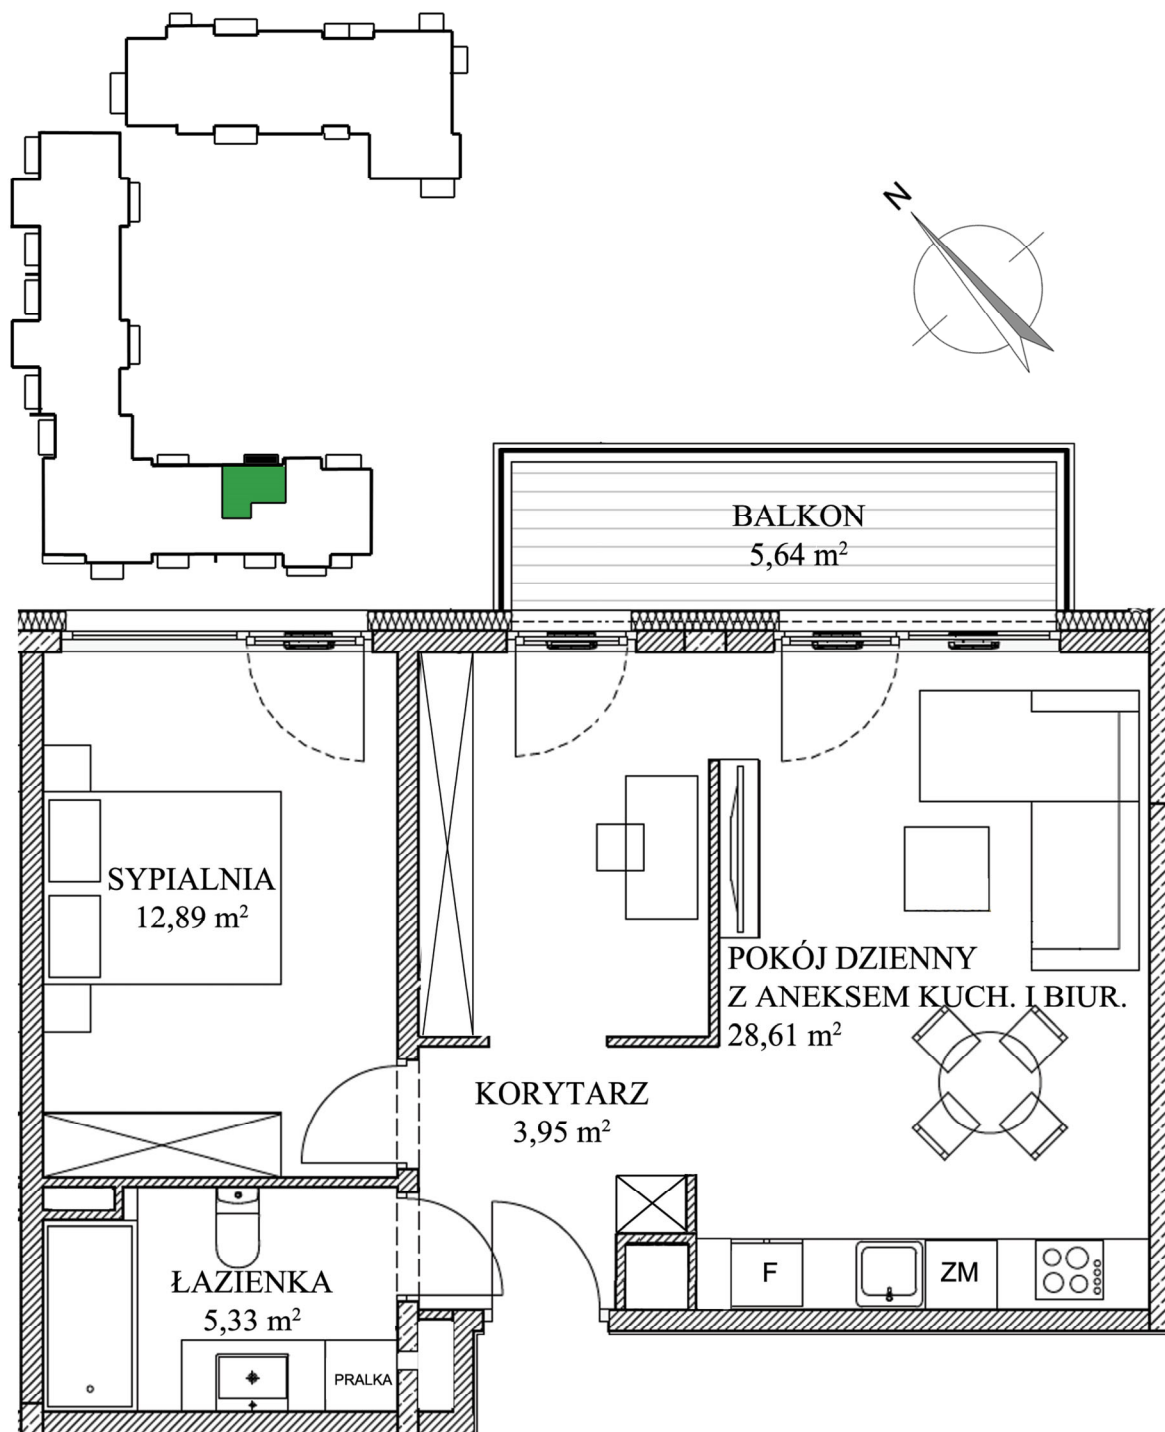 N
BALKON
5,64 m²
SYPIALNIA
12,89 m²
POKÓJ DZIENNY
Z ANEKSEM KUCH. I BIUR.
28,61 m²
KORYTARZ
3,95 m²
ŁAZIENKA
5,33 m²
PRALKA
F
ZM